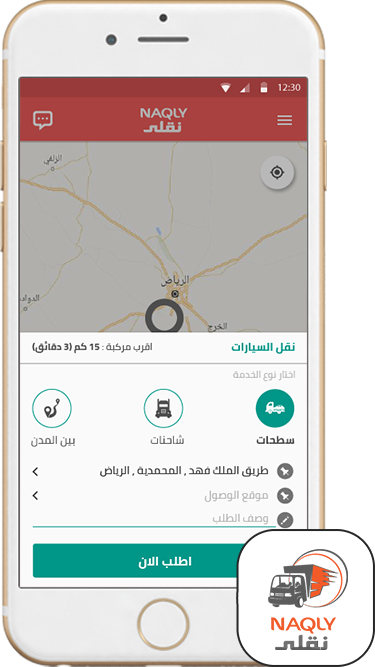 12:30
NAQLY
نقلي
الزلفي
الرياض
الخرج
نقل السيارات
اقرب مركبة : 15 كم (3 دقائق)
اختار نوع الخدمة
سطحات
شاحنات
بين المدن
طريق الملك فهد , المحمدية , الرياض
موقع الوصول
وصف الطلب
اطلب الان
NAQLY
نقلي